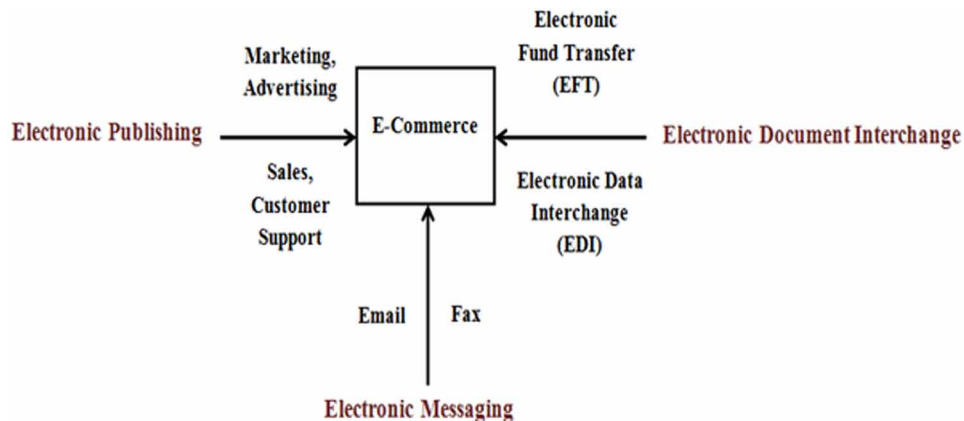 Electronic
Fund Transfer
(EFT)
Marketing,
Advertising
E-Commerce
Electronic Publishing
Electronic Document Interchange
Sales,
Customer
Support
Electronic Data
Interchange
(EDI)
Email
Fax
Electronic Messaging